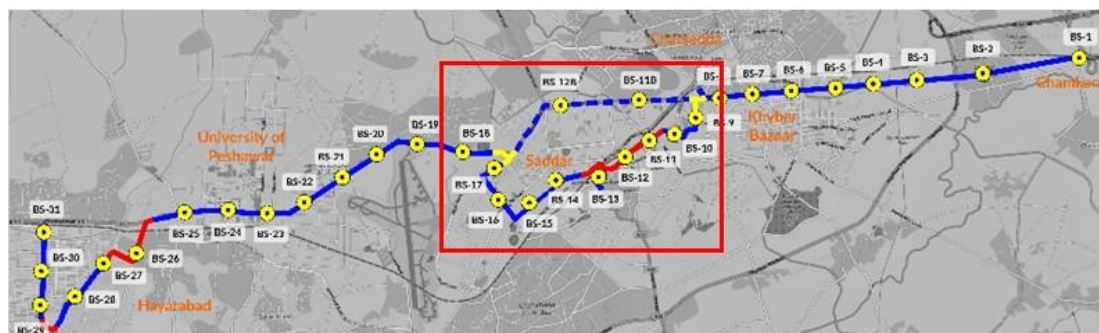 BS-1
BS-2
BS-3
BS-4
BS-5
BS-6
BS-7
BS-9
BS-10
BS-11
BS-12
BS-13
BS-14
BS-15
BS-16
BS-17
BS-18
BS-11B
BS-12B
BS-19
BS-20
BS-21
BS-22
BS-23
BS-24
BS-25
BS-26
BS-27
BS-28
BS-29
BS-30
BS-31
Khyber
Bazaar
Saddar
University of
Peshawar
Hayatabad